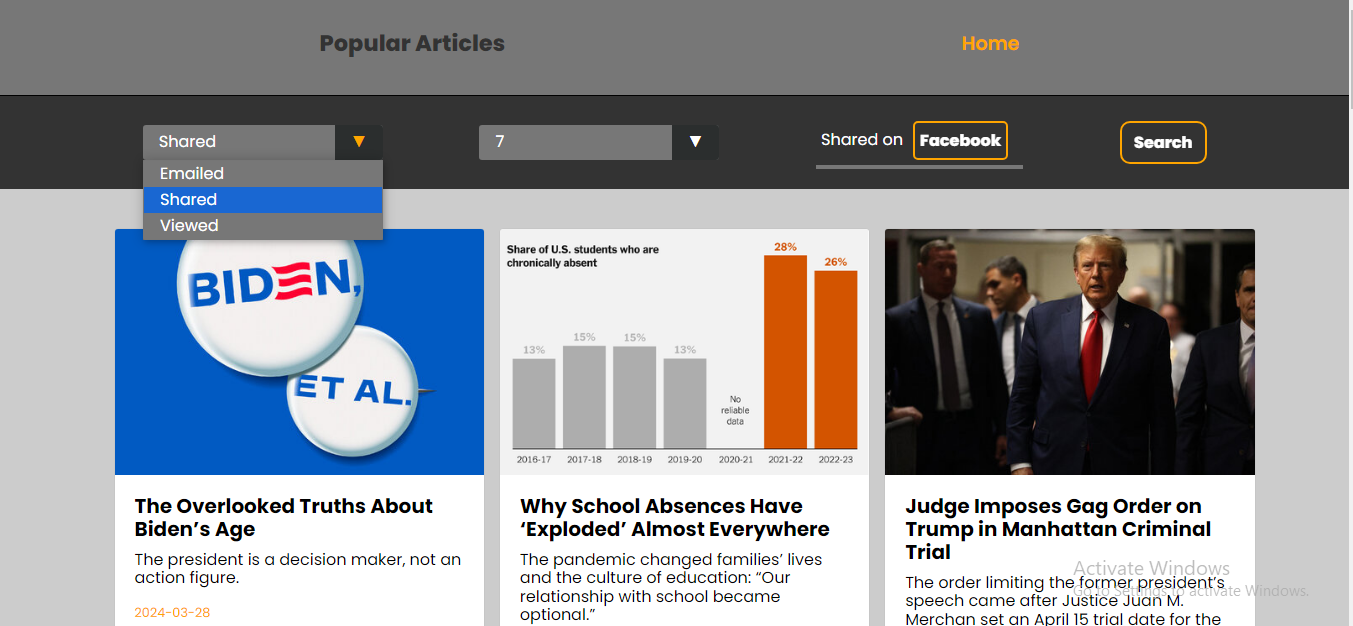 Popular Articles
Home
Shared
▼
7
▼
Shared on Facebook
Search
Emailed
Shared
Viewed
BIDEN,
ET AL.
Share of U.S. students who are
chronically absent
13%
15%
15%
13%
No
reliable
data
28%
26%
2016-17 2017-18 2018-19 2019-20 2020-21 2021-22 2022-23
The Overlooked Truths About
Biden’s Age
The president is a decision maker, not an
action figure.
2024-03-28
Why School Absences Have
‘Exploded’ Almost Everywhere
The pandemic changed families’ lives
and the culture of education: “Our
relationship with school became
optional.”
Judge Imposes Gag Order on
Trump in Manhattan Criminal
Trial
The order limiting the former president’s
speech came after Justice Juan M.
Merchan set an April 15 trial date for the
Activate Windows
Go to Settings to activate Windows.